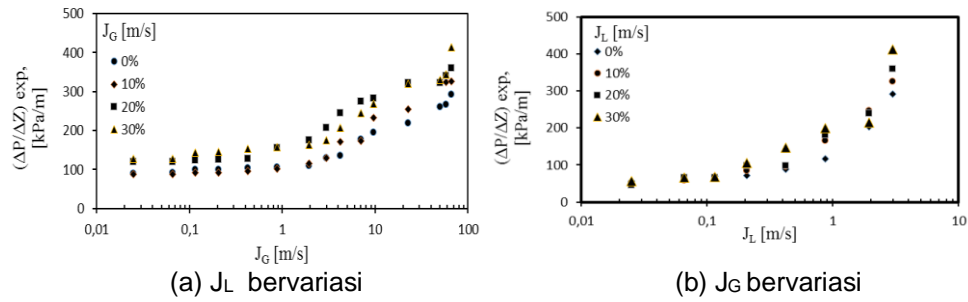 500
400
300
200
100
0
(ΔP/ΔZ) exp,
[kPa/m]
J_G [m/s]
0%
10%
20%
30%
0,01 0,1 1 10 100
J_G [m/s]
(a) J_L bervariasi
500
400
300
200
100
0
(ΔP/ΔZ) exp,
[kPa/m]
J_L [m/s]
0%
10%
20%
30%
0,01 0,1 1 10
J_L [m/s]
(b) J_G bervariasi